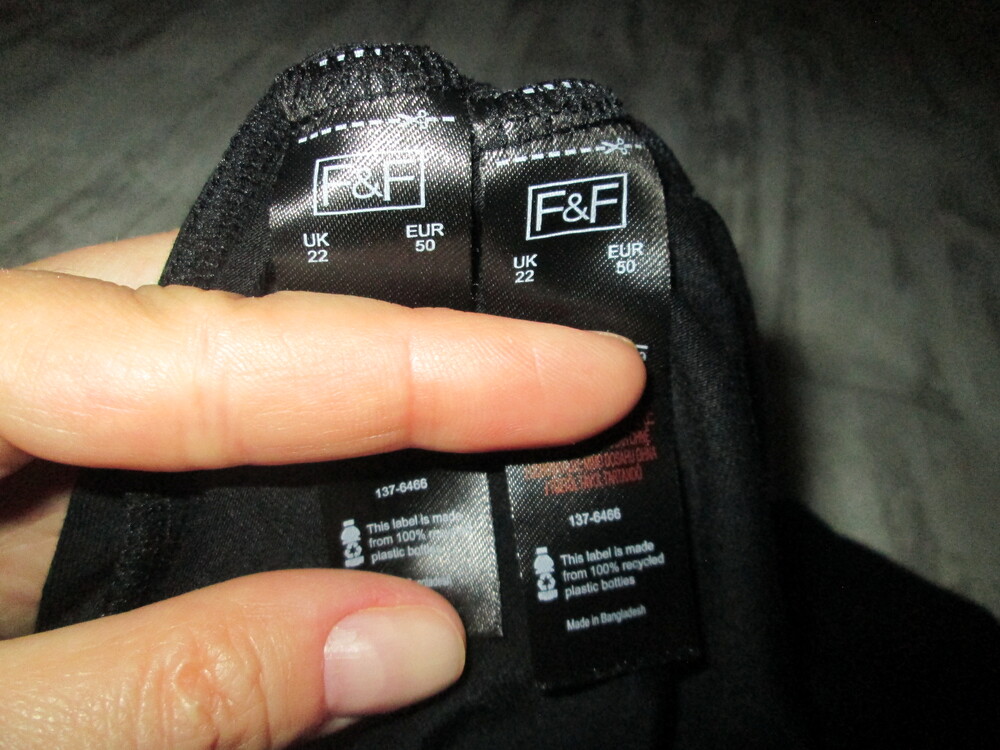 F&F
UK
22
EUR
50
137-6466
This label is made
from 100%
plastic bottles
F&F
UK
22
EUR
50
137-6466
This label is made
from 100% recycled
plastic bottles
Made in Bangladesh